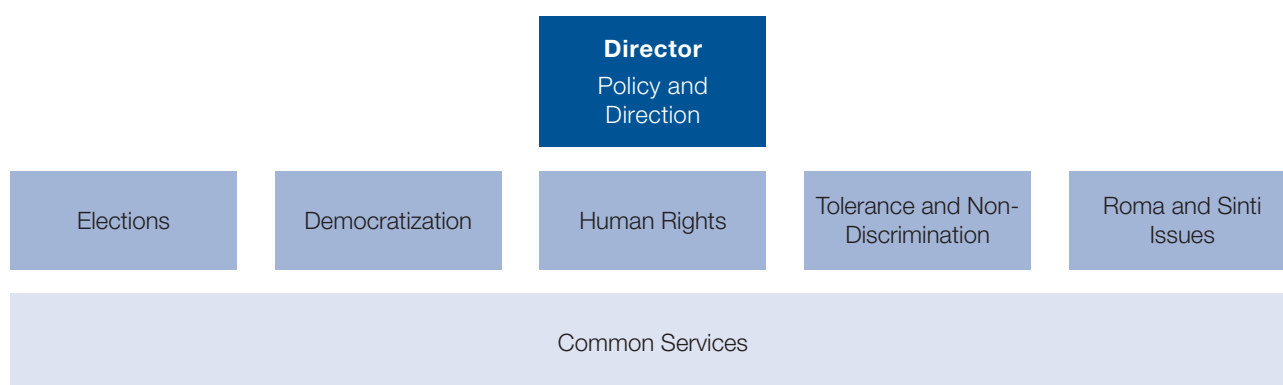 Director
Policy and
Direction
Elections
Democratization
Human Rights
Tolerance and Non-
Discrimination
Roma and Sinti
Issues
Common Services